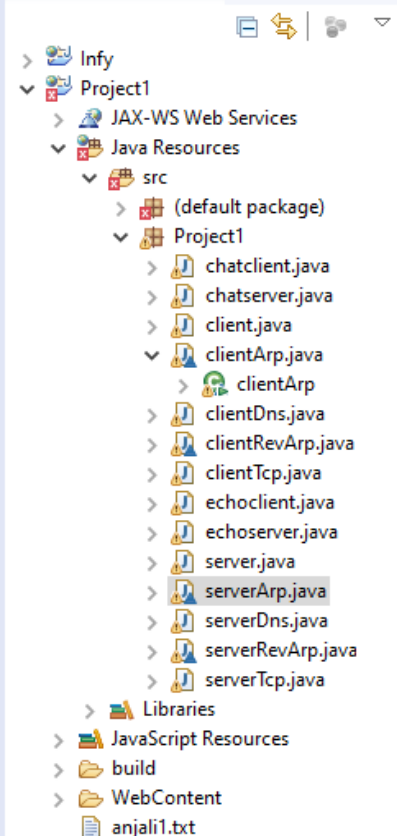 Infy
Project1
JAX-WS Web Services
Java Resources
src
(default package)
Project1
chatclient.java
chatserver.java
client.java
clientArp.java
clientArp
clientDns.java
clientRevArp.java
clientTcp.java
echoclient.java
echoserver.java
server.java
serverArp.java
serverDns.java
serverRevArp.java
serverTcp.java
Libraries
JavaScript Resources
build
WebContent
anjali1.txt